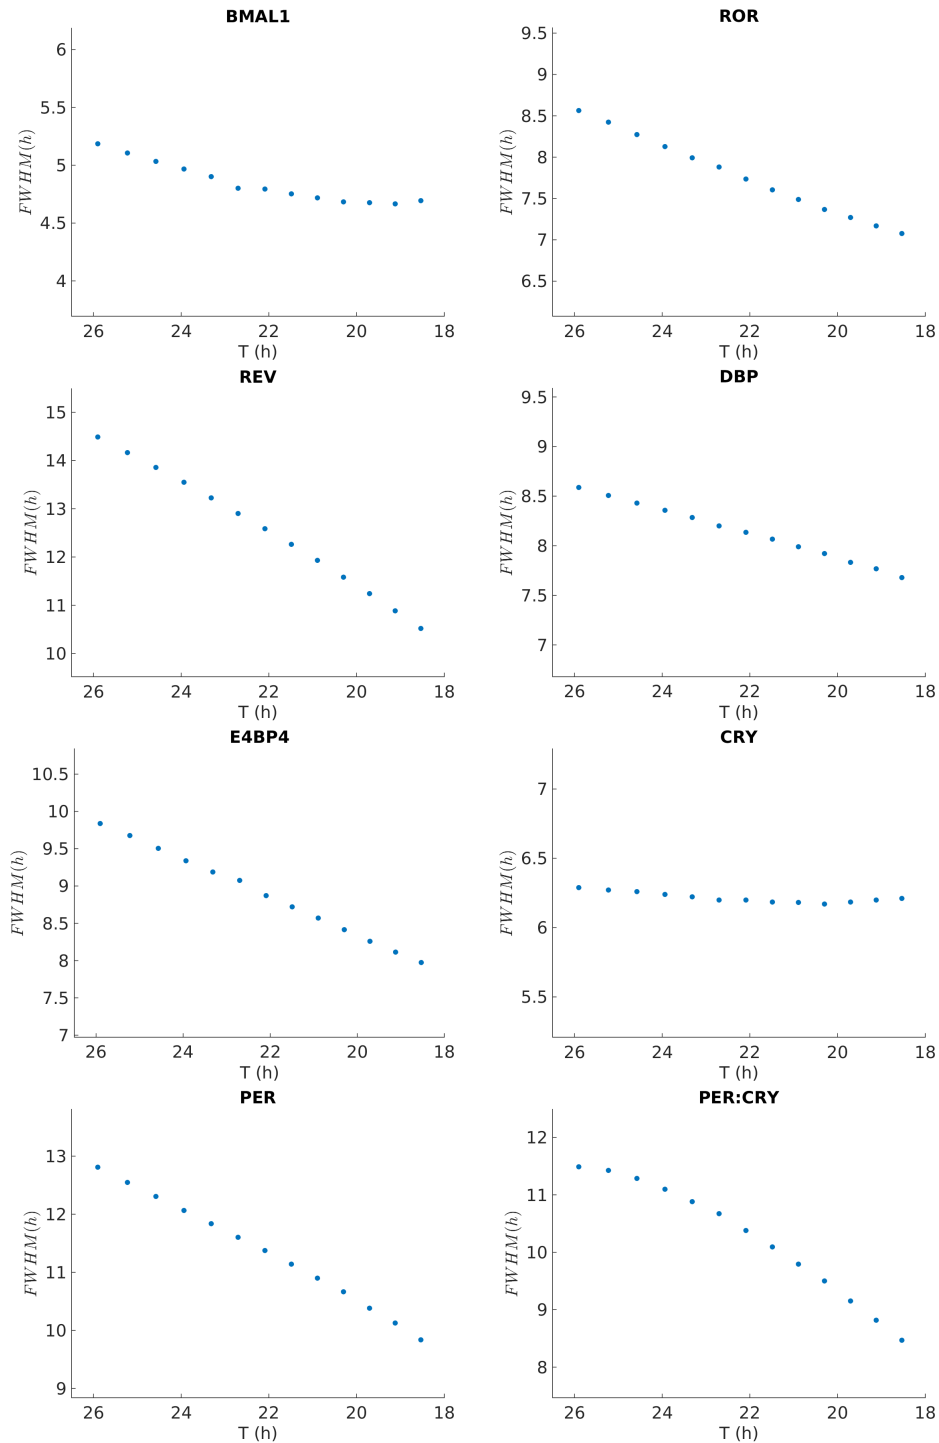 BMAL1
6
5.5
5
4.5
4
FWHM(h)
26 24 22 20 18
T (h)
ROR
9.5
9
8.5
8
7.5
7
6.5
FWHM(h)
26 24 22 20 18
T (h)
REV
15
14
13
12
11
10
FWHM(h)
26 24 22 20 18
T (h)
DBP
9.5
9
8.5
8
7.5
7
FWHM(h)
26 24 22 20 18
T (h)
E4BP4
10.5
10
9.5
9
8.5
8
7.5
7
FWHM(h)
26 24 22 20 18
T (h)
CRY
7
6.5
6
5.5
FWHM(h)
26 24 22 20 18
T (h)
PER
13
12
11
10
9
FWHM(h)
26 24 22 20 18
T (h)
PER:CRY
12
11
10
9
8
FWHM(h)
26 24 22 20 18
T (h)